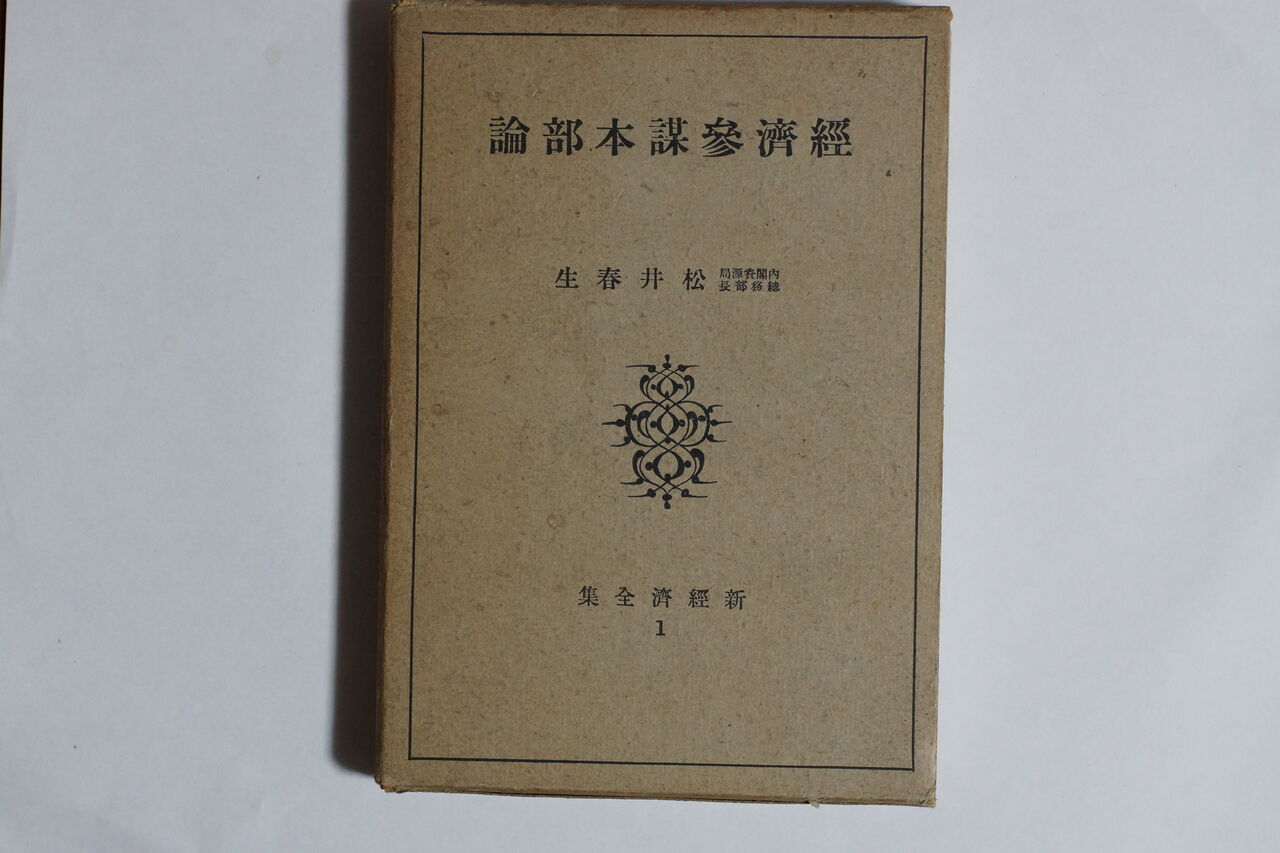 經濟參謀本部論
內閣資源局
總務部長
松井春生
新經濟全集
1